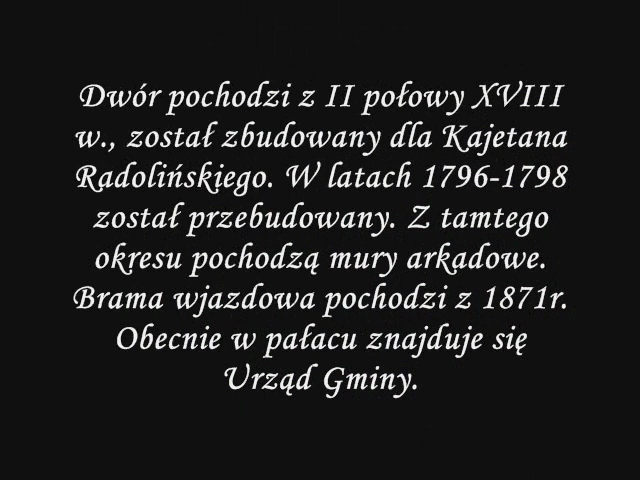 Dwór pochodzi z II połowy XVIII
w., został zbudowany dla Kajetana
Radolińskiego. W latach 1796-1798
został przebudowany. Z tamtego
okresu pochodzą mury arkadowe.
Brama wjazdowa pochodzi z 1871r.
Obecnie w pałacu znajduje się
Urząd Gminy.